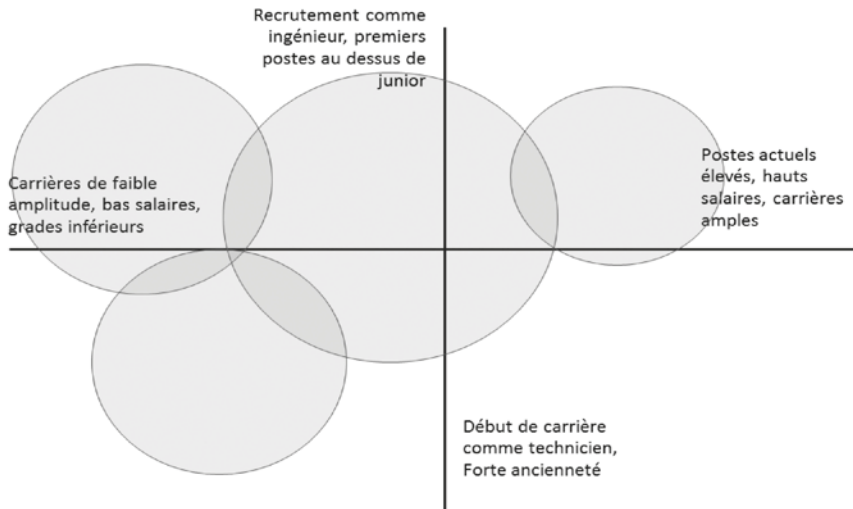 Recrutement comme
ingénieur, premiers
postes au dessus de
junior
Carrières de faible
amplitude, bas salaires,
grades inférieurs
Postes actuels
élevés, hauts
salaires, carrières
amples
Début de carrière
comme technicien,
Forte ancienneté